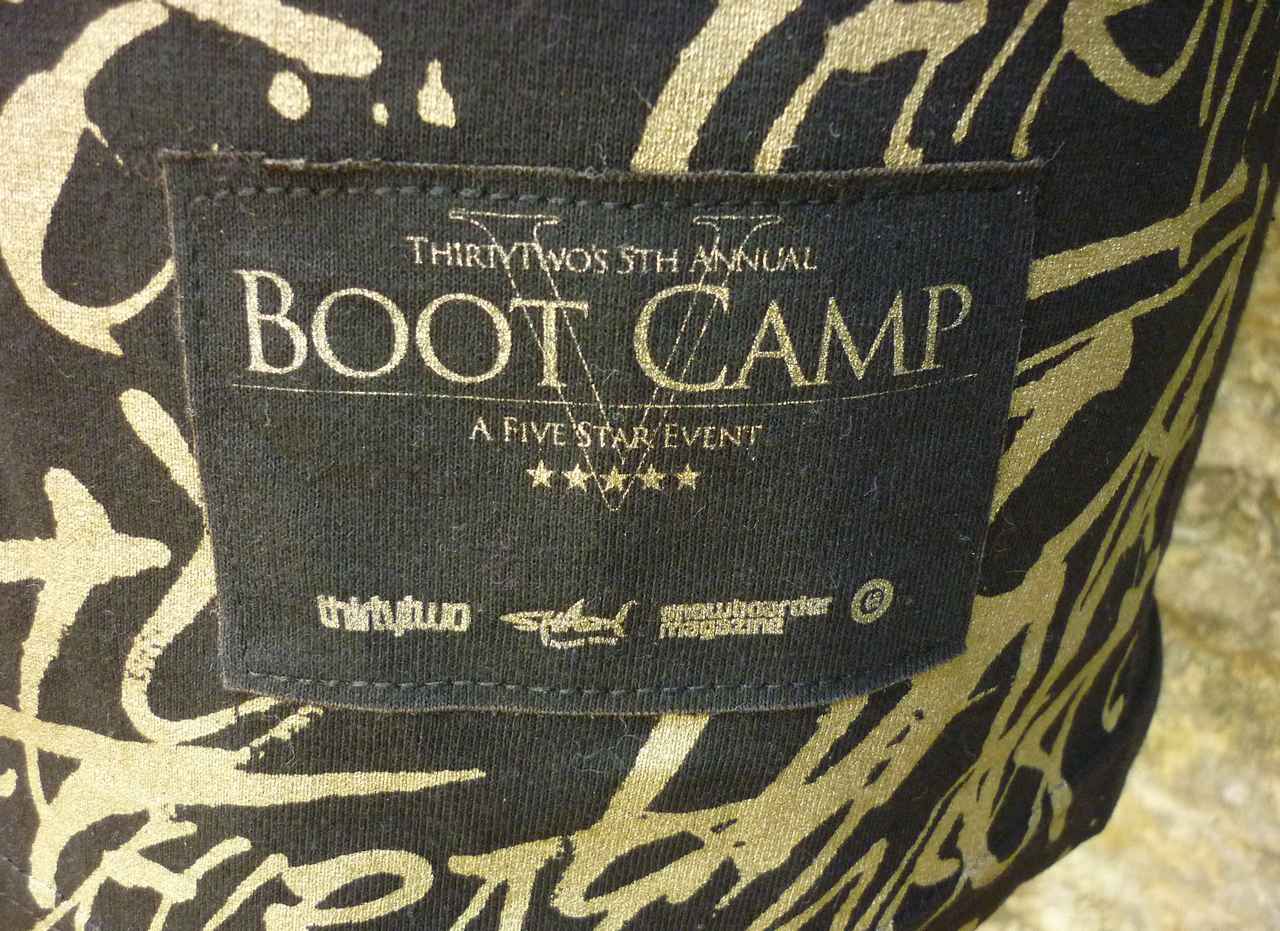 THIRTYTWO'S 5TH ANNUAL
BOOT CAMP
V
A FIVE STAR EVENT
thirtytwo
snowboarder
magazine